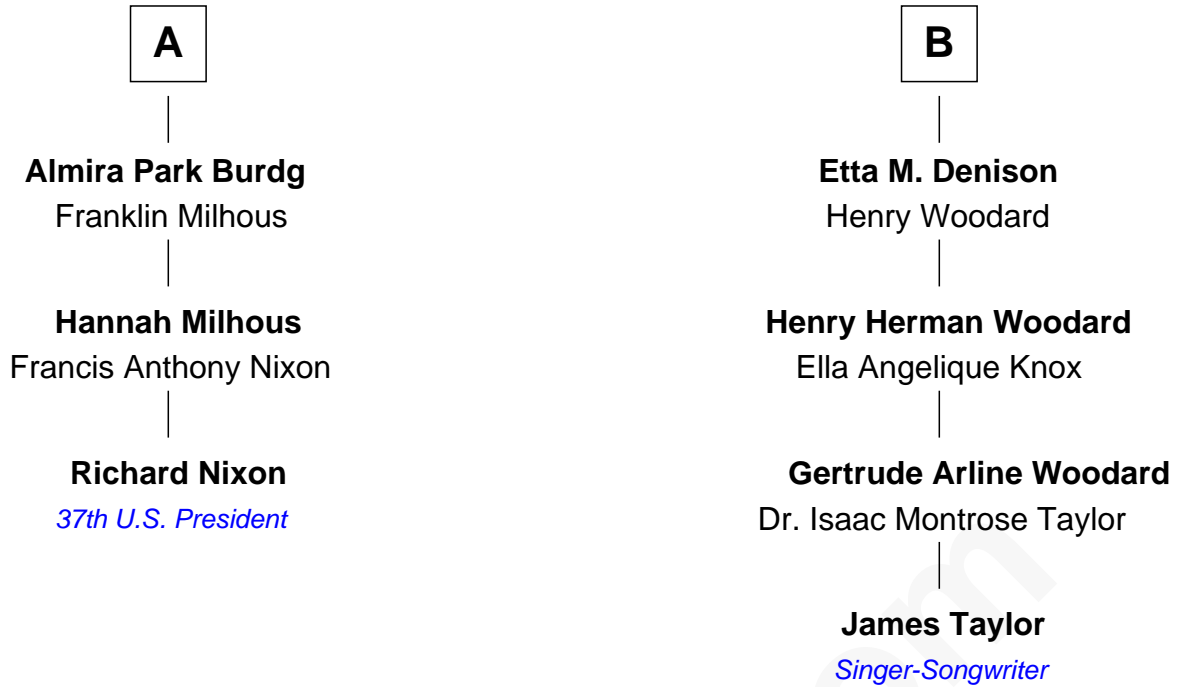 A
Almira Park Burdg
Franklin Milhous
Hannah Milhous
Francis Anthony Nixon
Richard Nixon
37th U.S. President
B
Etta M. Denison
Henry Woodard
Henry Herman Woodard
Ella Angelique Knox
Gertrude Arline Woodard
Dr. Isaac Montrose Taylor
James Taylor
Singer-Songwriter